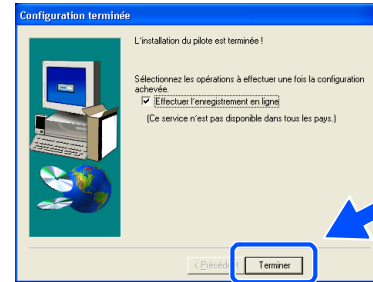 Configuration terminée
L'installation du pilote est terminée !
Sélectionnez les opérations à effectuer une fois la configuration
achevée.
Effectuer l'enregistrement en ligne
(Ce service n'est pas disponible dans tous les pays.)
< Précéd Terminer